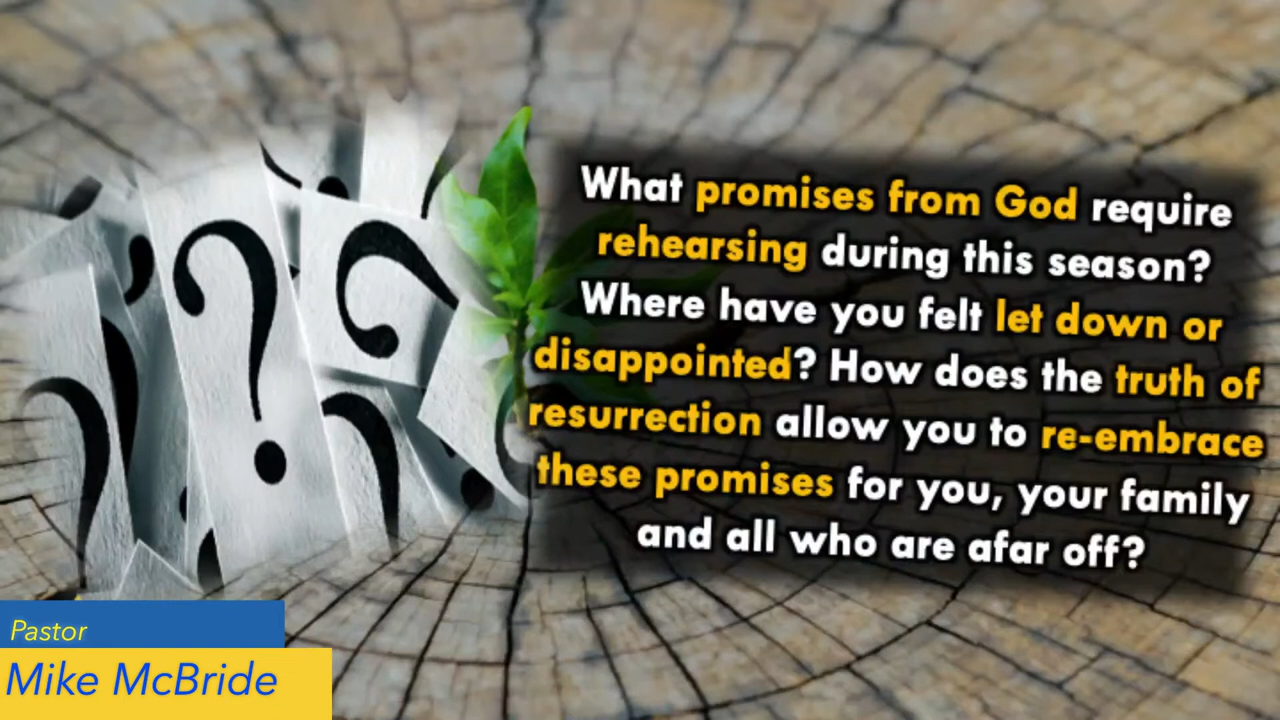 What promises from God require
rehearsing during this season?
Where have you felt let down or
disappointed? How does the truth of
resurrection allow you to re-embrace
these promises for you, your family
and all who are afar off?
Pastor
Mike McBride